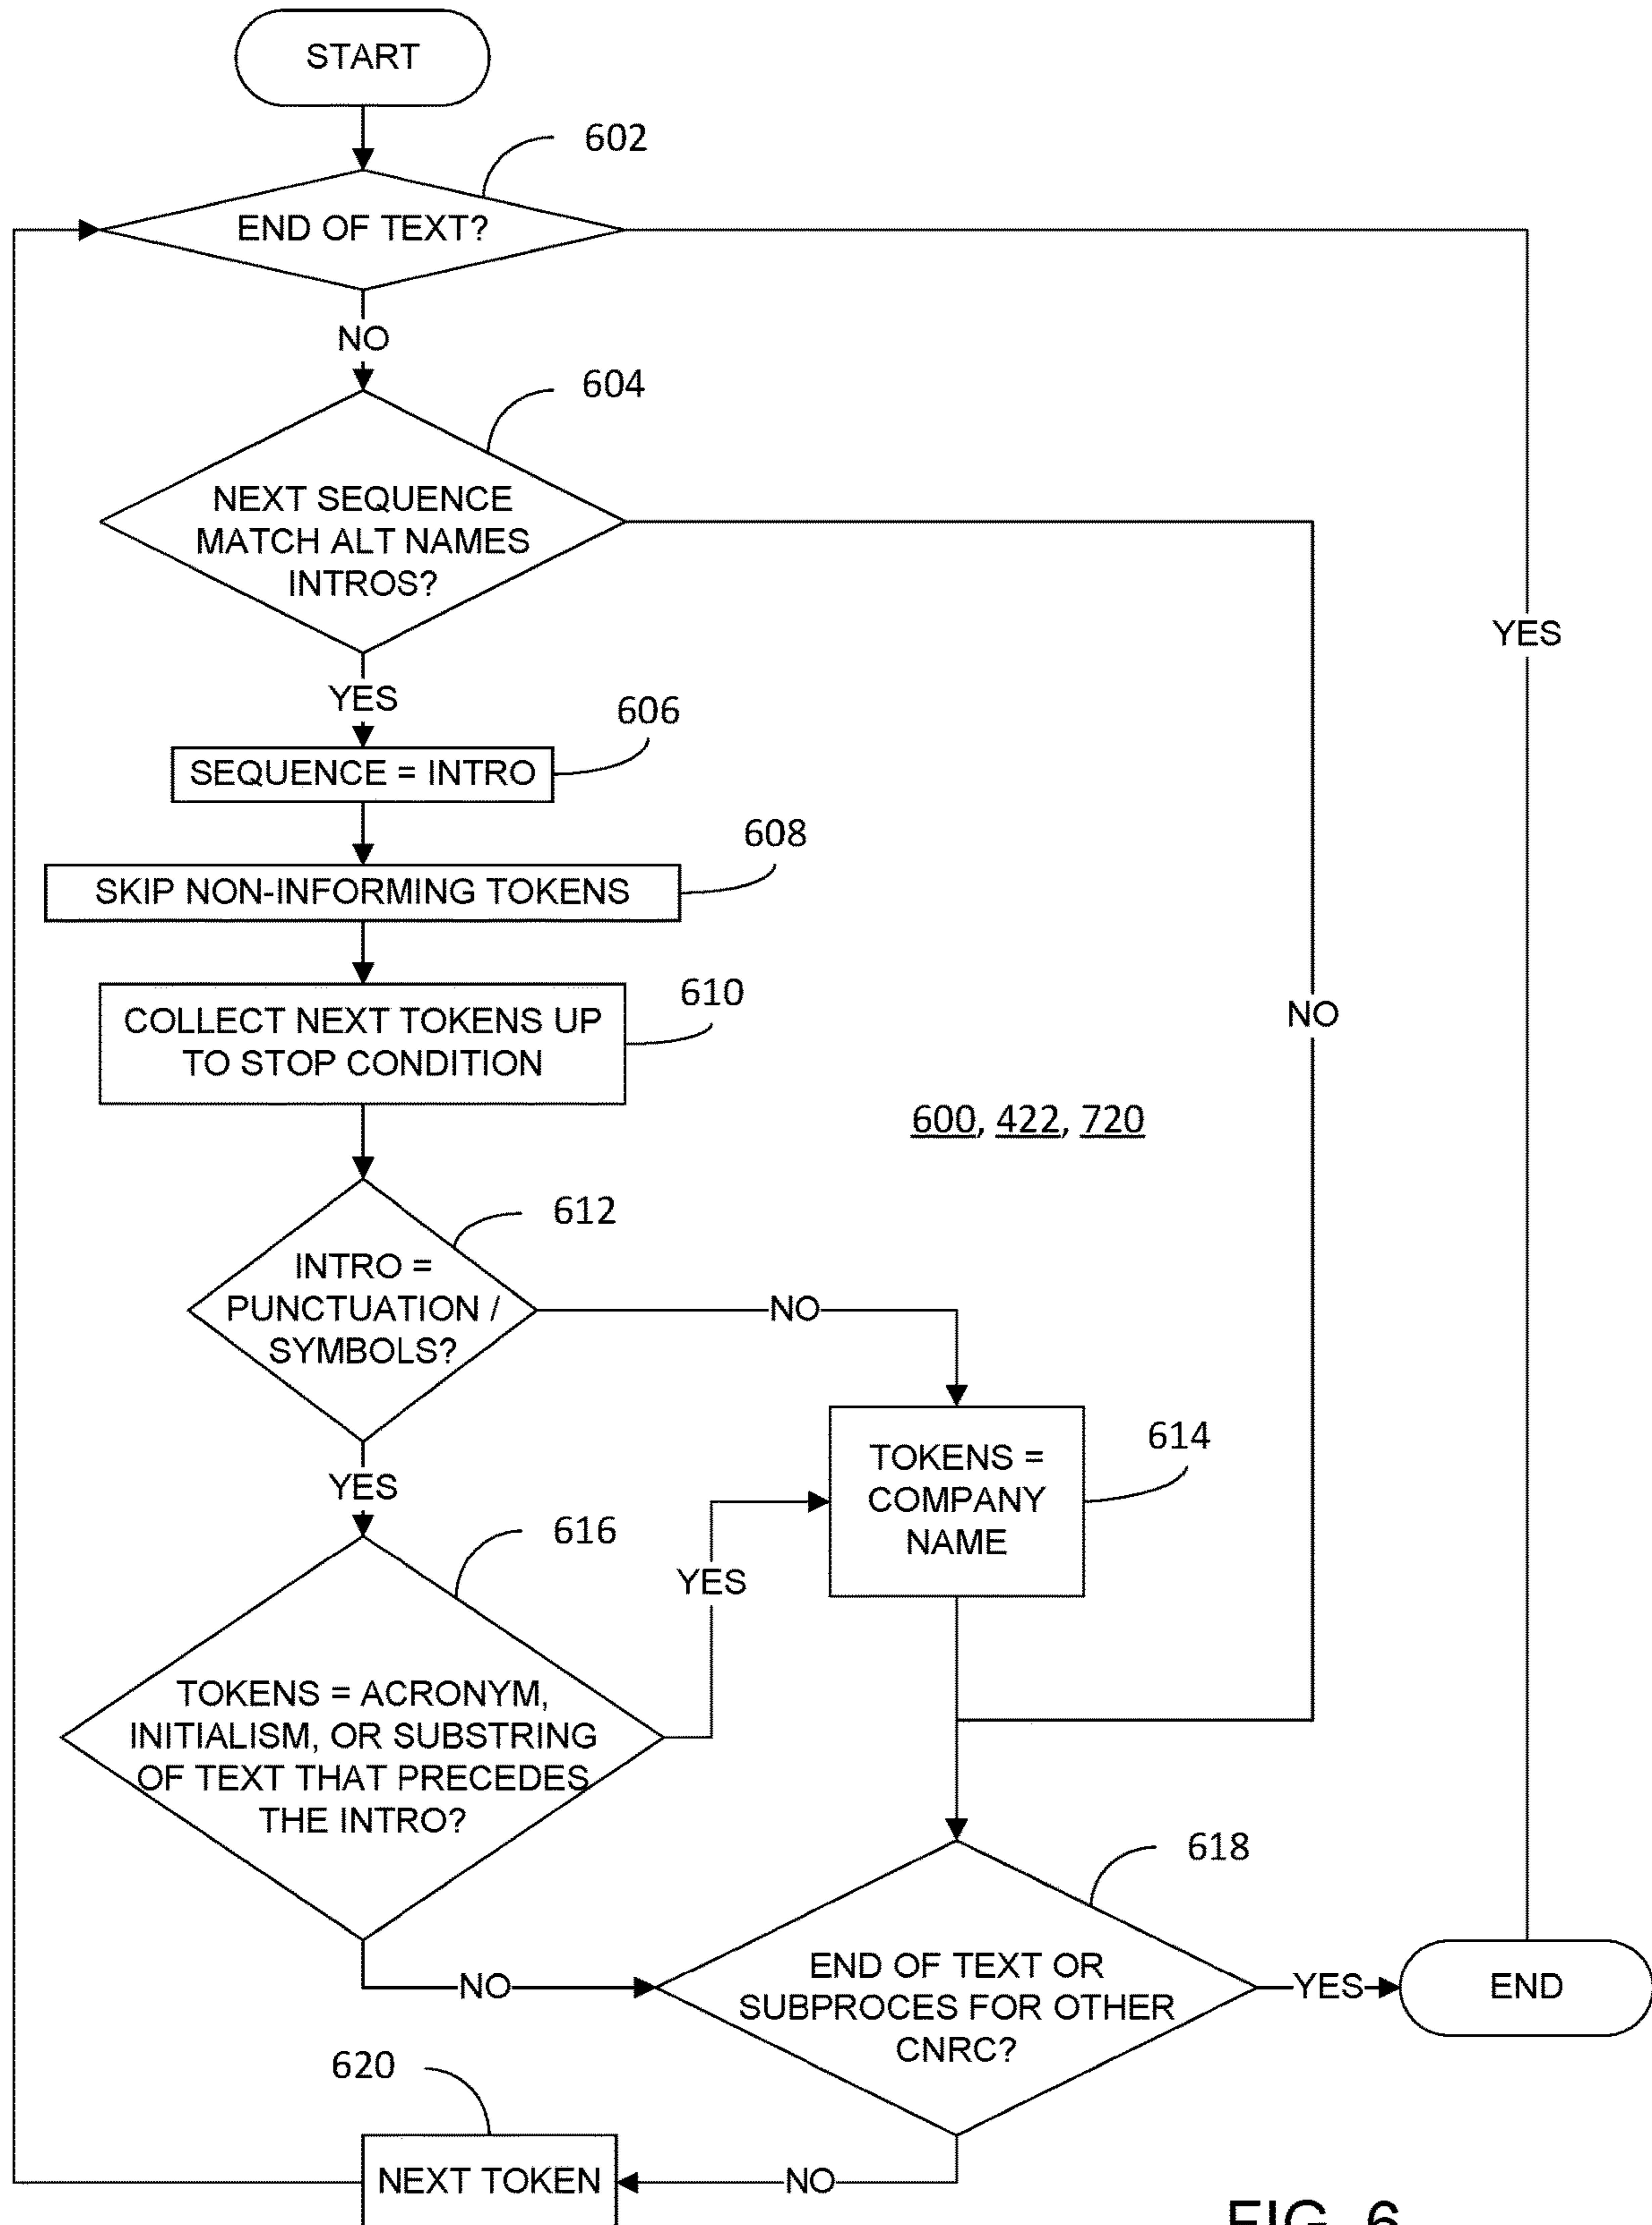 START
602
END OF TEXT?
NO
604
NEXT SEQUENCE
MATCH ALT NAMES
INTROS?
YES
YES
606
SEQUENCE = INTRO
608
SKIP NON-INFORMING TOKENS
610
COLLECT NEXT TOKENS UP
TO STOP CONDITION
NO
600, 422, 720
612
INTRO =
PUNCTUATION /
SYMBOLS?
NO
614
TOKENS =
COMPANY
NAME
YES
616
YES
TOKENS = ACRONYM,
INITIALISM, OR SUBSTRING
OF TEXT THAT PRECEDES
THE INTRO?
618
END OF TEXT OR
SUBPROCES FOR OTHER
CNRC?
NO
YES
END
620
NEXT TOKEN
NO
FIG. 6